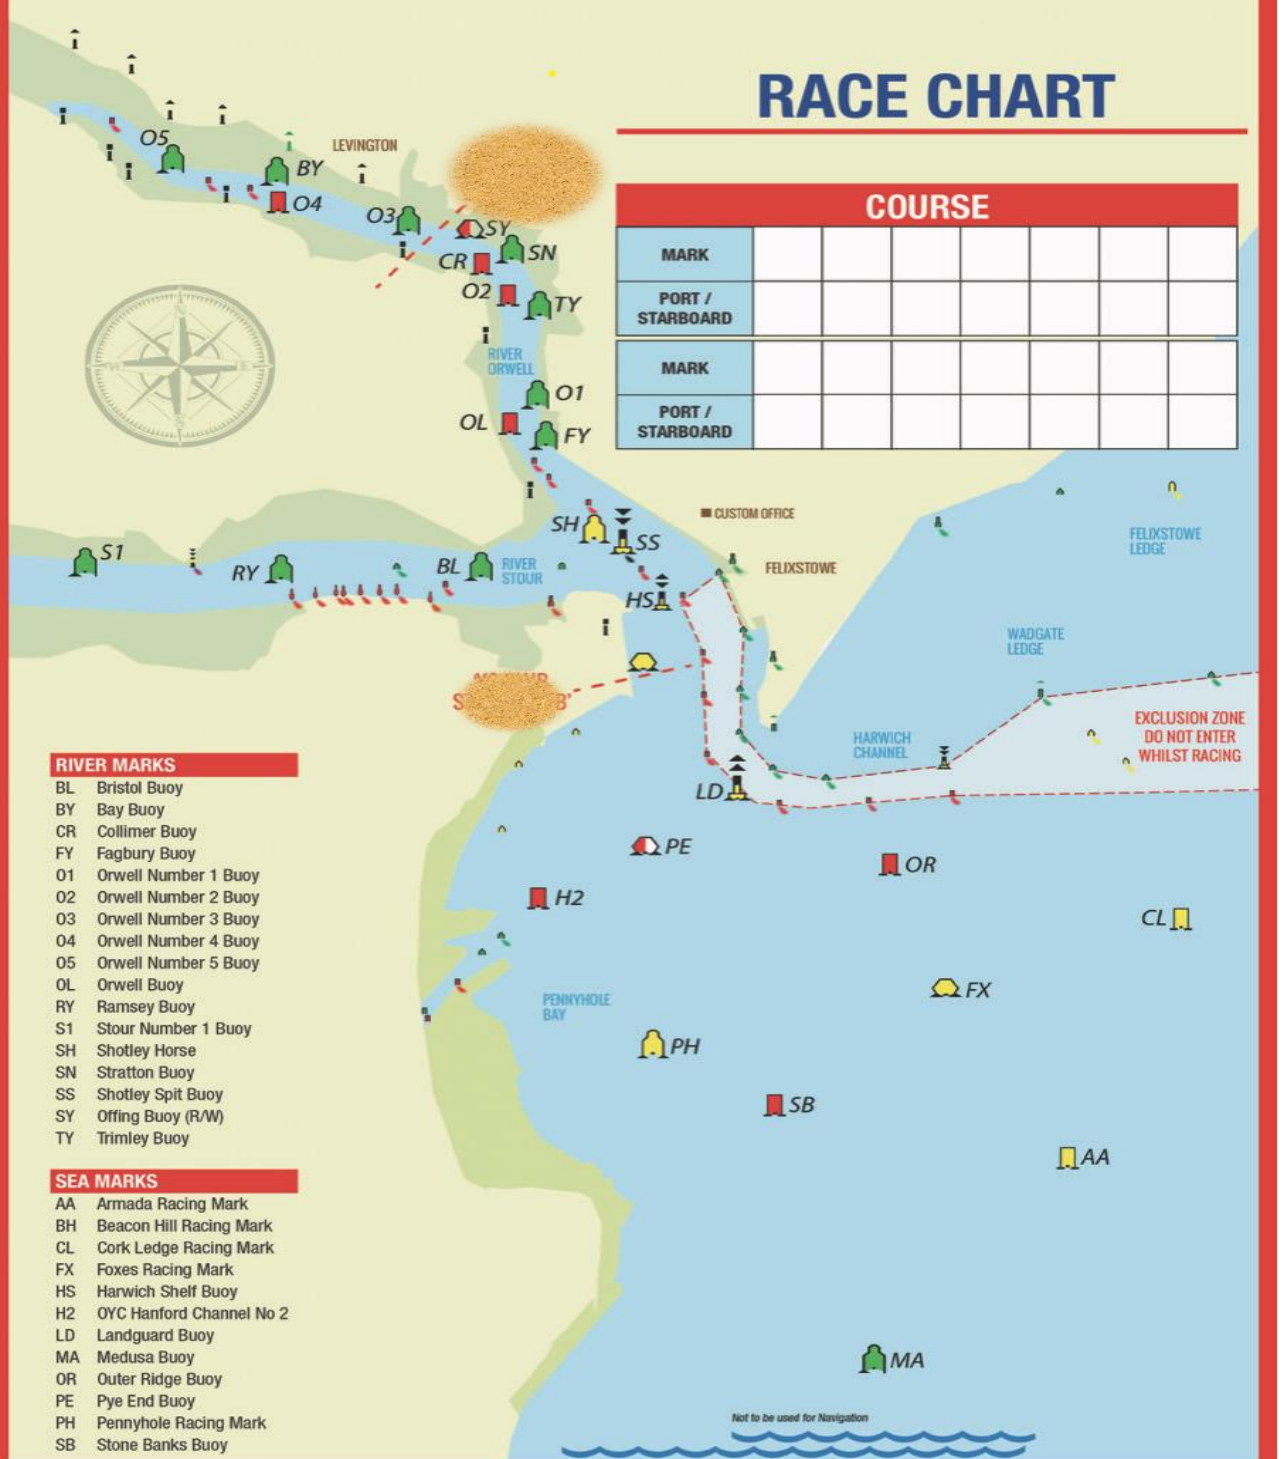 RACE CHART
COURSE
MARK
PORT /
STARBOARD
MARK
PORT /
STARBOARD
O5
LEVINGTON
BY
O4
O3
SY
CR
SN
O2
TY
N
W
E
S
RIVER
ORWELL
O1
OL
FY
CUSTOM OFFICE
SH
SS
S1
RY
BL
RIVER
STOUR
FELIXSTOWE
HS
FELIXSTOWE
LEDGE
WADGATE
LEDGE
EXCLUSION ZONE
DO NOT ENTER
WHILST RACING
HARWICH
CHANNEL
LD
PE
OR
H2
CL
FX
PENNYHOLE
BAY
PH
SB
AA
MA
Not to be used for Navigation
RIVER MARKS
BL Bristol Buoy
BY Bay Buoy
CR Collimer Buoy
FY Fagbury Buoy
O1 Orwell Number 1 Buoy
O2 Orwell Number 2 Buoy
O3 Orwell Number 3 Buoy
O4 Orwell Number 4 Buoy
O5 Orwell Number 5 Buoy
OL Orwell Buoy
RY Ramsey Buoy
S1 Stour Number 1 Buoy
SH Shotley Horse
SN Stratton Buoy
SS Shotley Spit Buoy
SY Offing Buoy (R/W)
TY Trimley Buoy
SEA MARKS
AA Armada Racing Mark
BH Beacon Hill Racing Mark
CL Cork Ledge Racing Mark
FX Foxes Racing Mark
HS Harwich Shelf Buoy
H2 OYC Hanford Channel No 2
LD Landguard Buoy
MA Medusa Buoy
OR Outer Ridge Buoy
PE Pye End Buoy
PH Pennyhole Racing Mark
SB Stone Banks Buoy